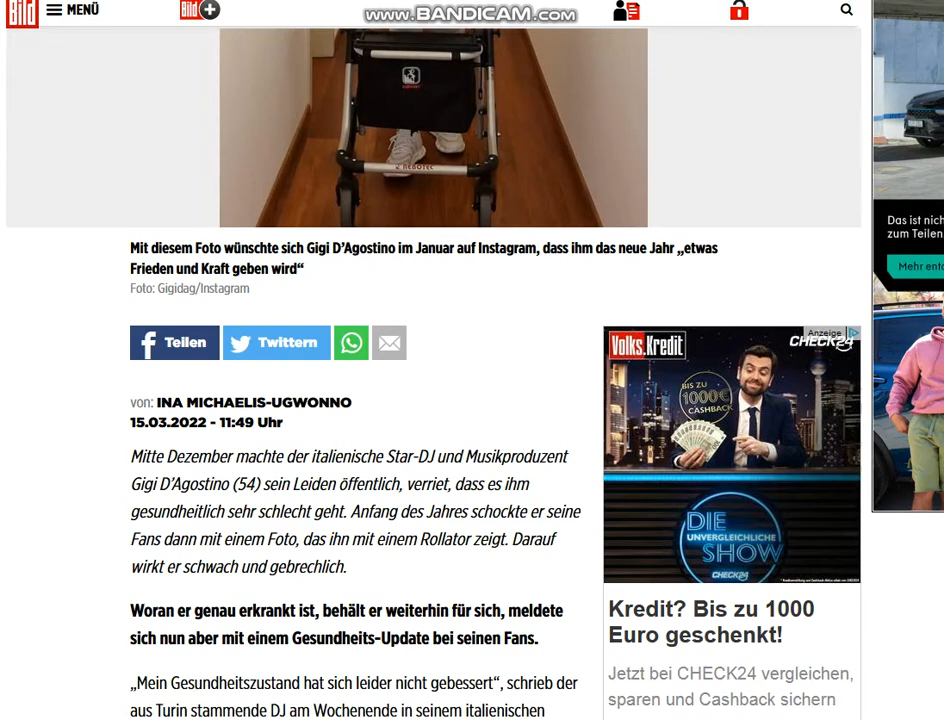 Bild
MENÜ
Bild
www.BANDICAM.com
REBOTEC
Mit diesem Foto wünschte sich Gigi D’Agostino im Januar auf Instagram, dass ihm das neue Jahr „etwas
Frieden und Kraft geben wird“
Foto: Gigidag/Instagram
Teilen
Twittern
von: INA MICHAELIS-UGWONNO
15.03.2022 - 11:49 Uhr
Mitte Dezember machte der italienische Star-DJ und Musikproduzent
Gigi D’Agostino (54) sein Leiden öffentlich, verriet, dass es ihm
gesundheitlich sehr schlecht geht. Anfang des Jahres schockte er seine
Fans dann mit einem Foto, das ihn mit einem Rollator zeigt. Darauf
wirkt er schwach und gebrechlich.
Woran er genau erkrankt ist, behält er weiterhin für sich, meldete
sich nun aber mit einem Gesundheits-Update bei seinen Fans.
„Mein Gesundheitszustand hat sich leider nicht gebessert“, schrieb der
aus Turin stammende DJ am Wochenende in seinem italienischen
Anzeige
Volks.Kredit
CHECK24
BIS ZU
1000€
CASHBACK
DIE
UNVERGLEICHLICHE
SHOW
CHECK24
Kredit? Bis zu 1000
Euro geschenkt!
Jetzt bei CHECK24 vergleichen,
sparen und Cashback sichern
Das ist nich
zum Teilen
Mehr ent